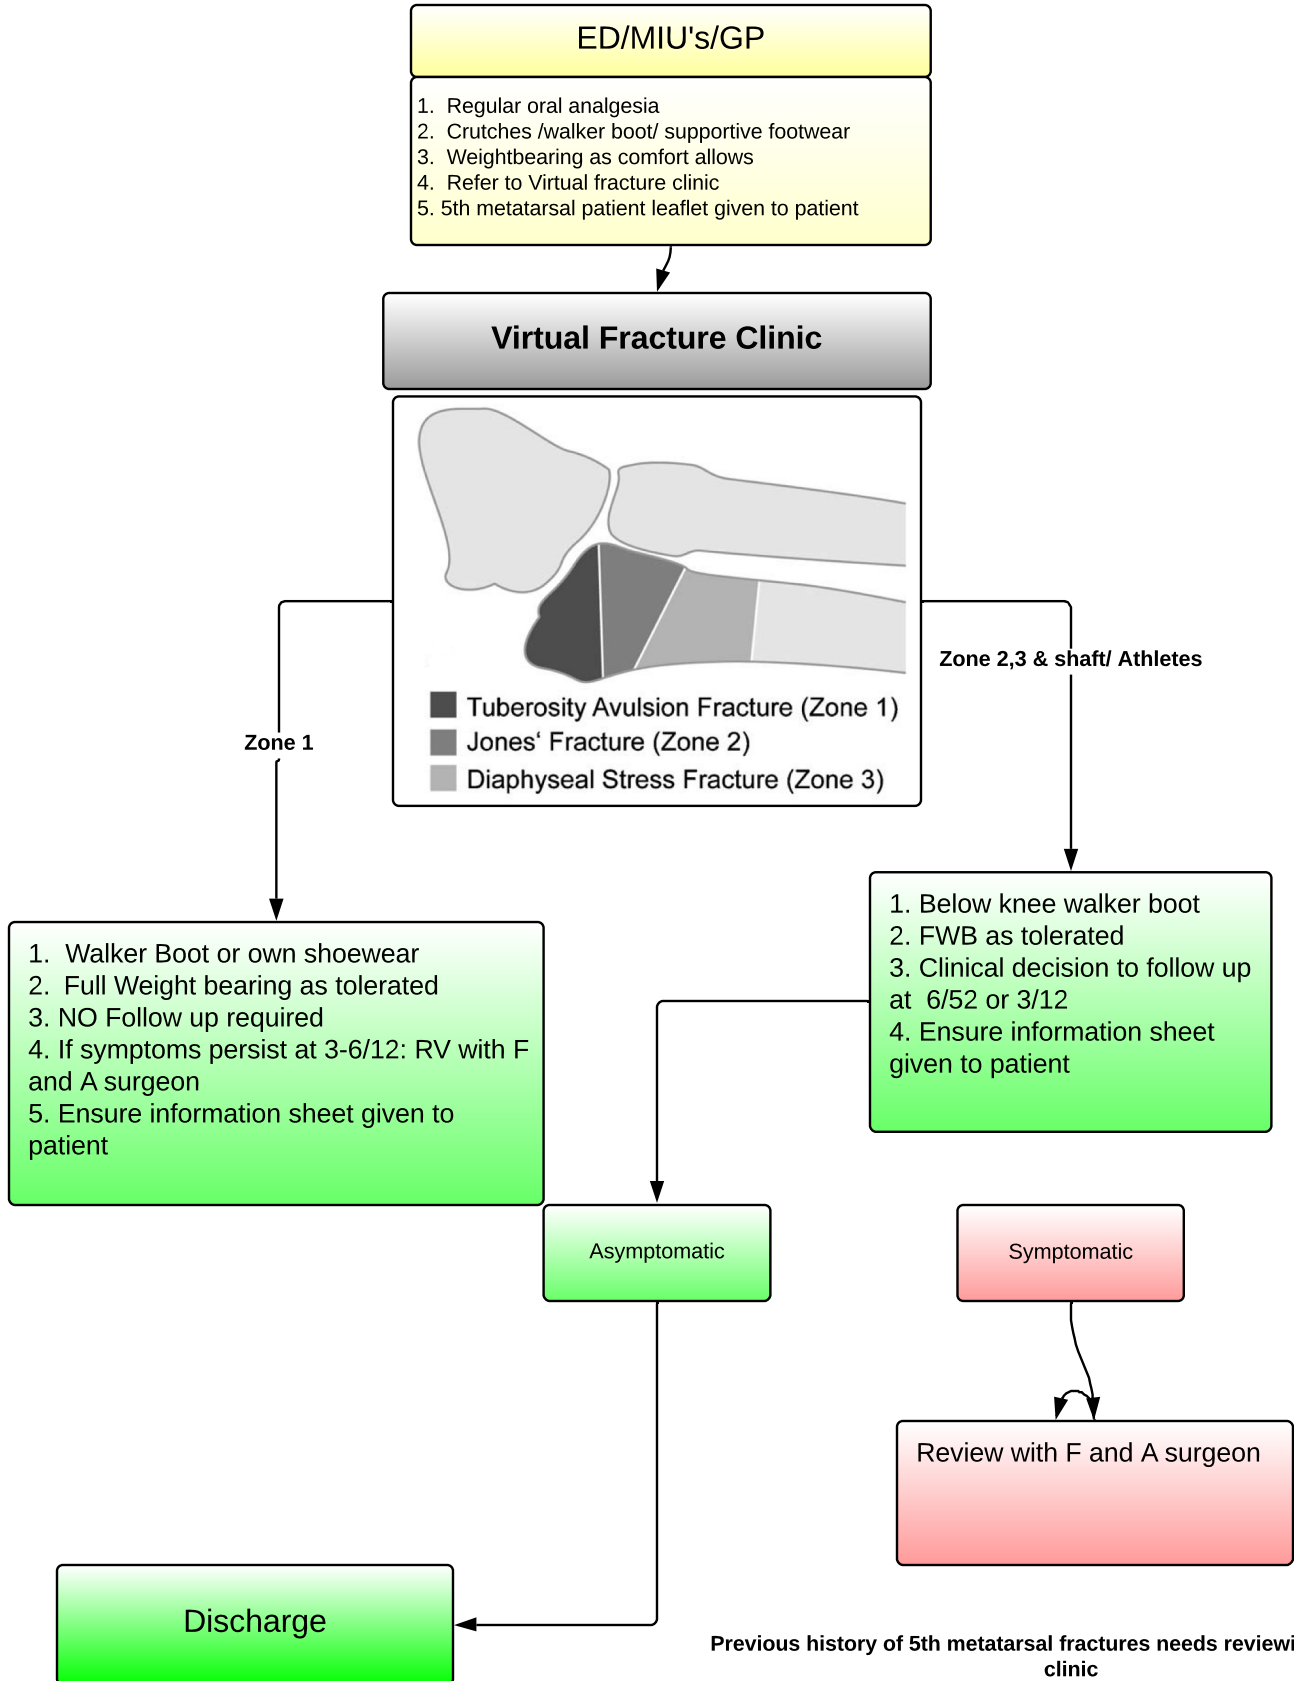 ED/MIU's/GP
1. Regular oral analgesia
2. Crutches /walker boot/ supportive footwear
3. Weightbearing as comfort allows
4. Refer to Virtual fracture clinic
5. 5th metatarsal patient leaflet given to patient
Virtual Fracture Clinic
Tuberosity Avulsion Fracture (Zone 1)
Jones‘ Fracture (Zone 2)
Diaphyseal Stress Fracture (Zone 3)
Zone 1
Zone 2,3 & shaft/ Athletes
1. Walker Boot or own shoewear
2. Full Weight bearing as tolerated
3. NO Follow up required
4. If symptoms persist at 3-6/12: RV with F
and A surgeon
5. Ensure information sheet given to
patient
1. Below knee walker boot
2. FWB as tolerated
3. Clinical decision to follow up
at 6/52 or 3/12
4. Ensure information sheet
given to patient
Asymptomatic
Symptomatic
Review with F and A surgeon
Discharge
Previous history of 5th metatarsal fractures needs
clinic